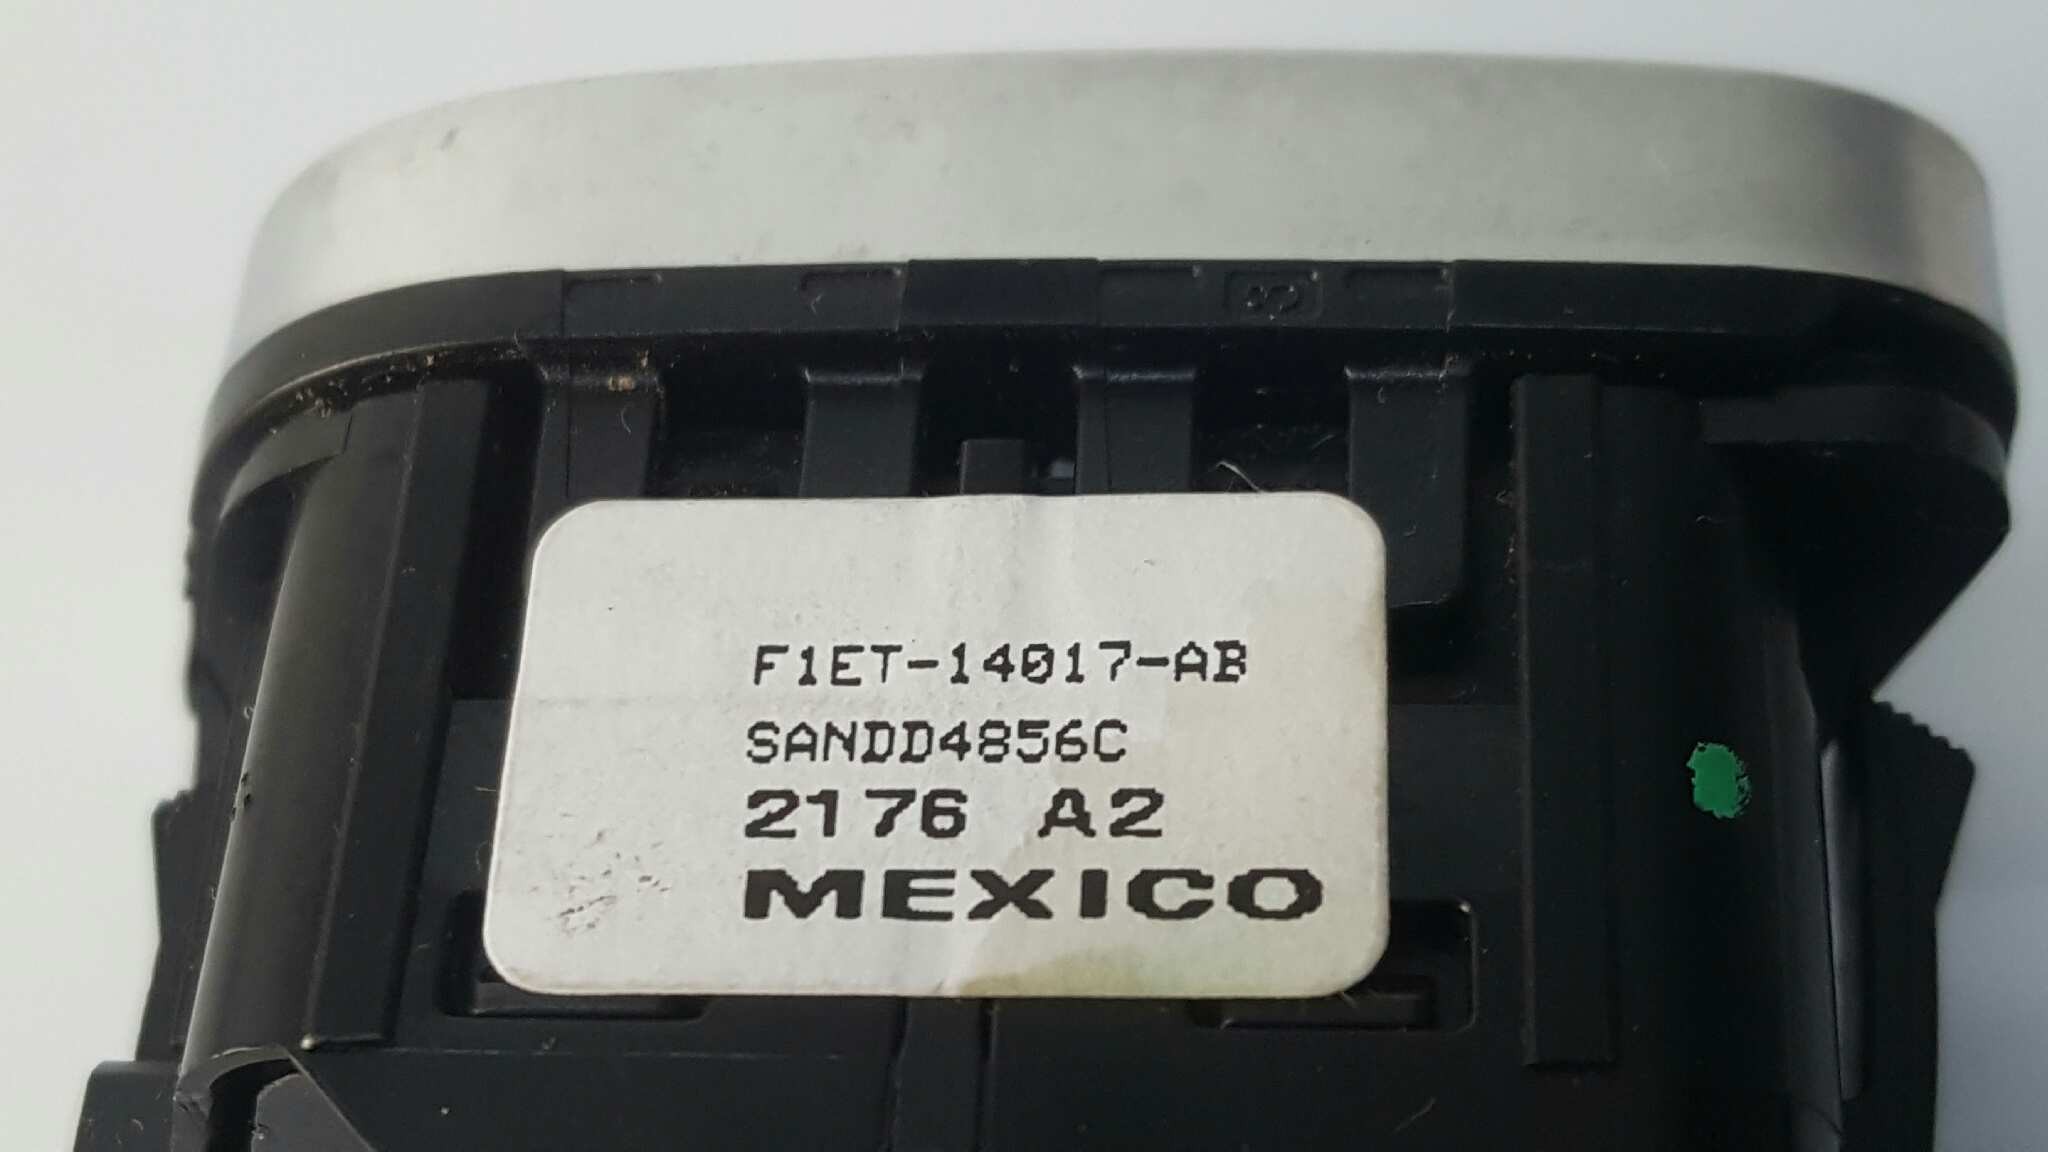 F1ET-14017-AB
SANDD4856C
2176 A2
MEXICO